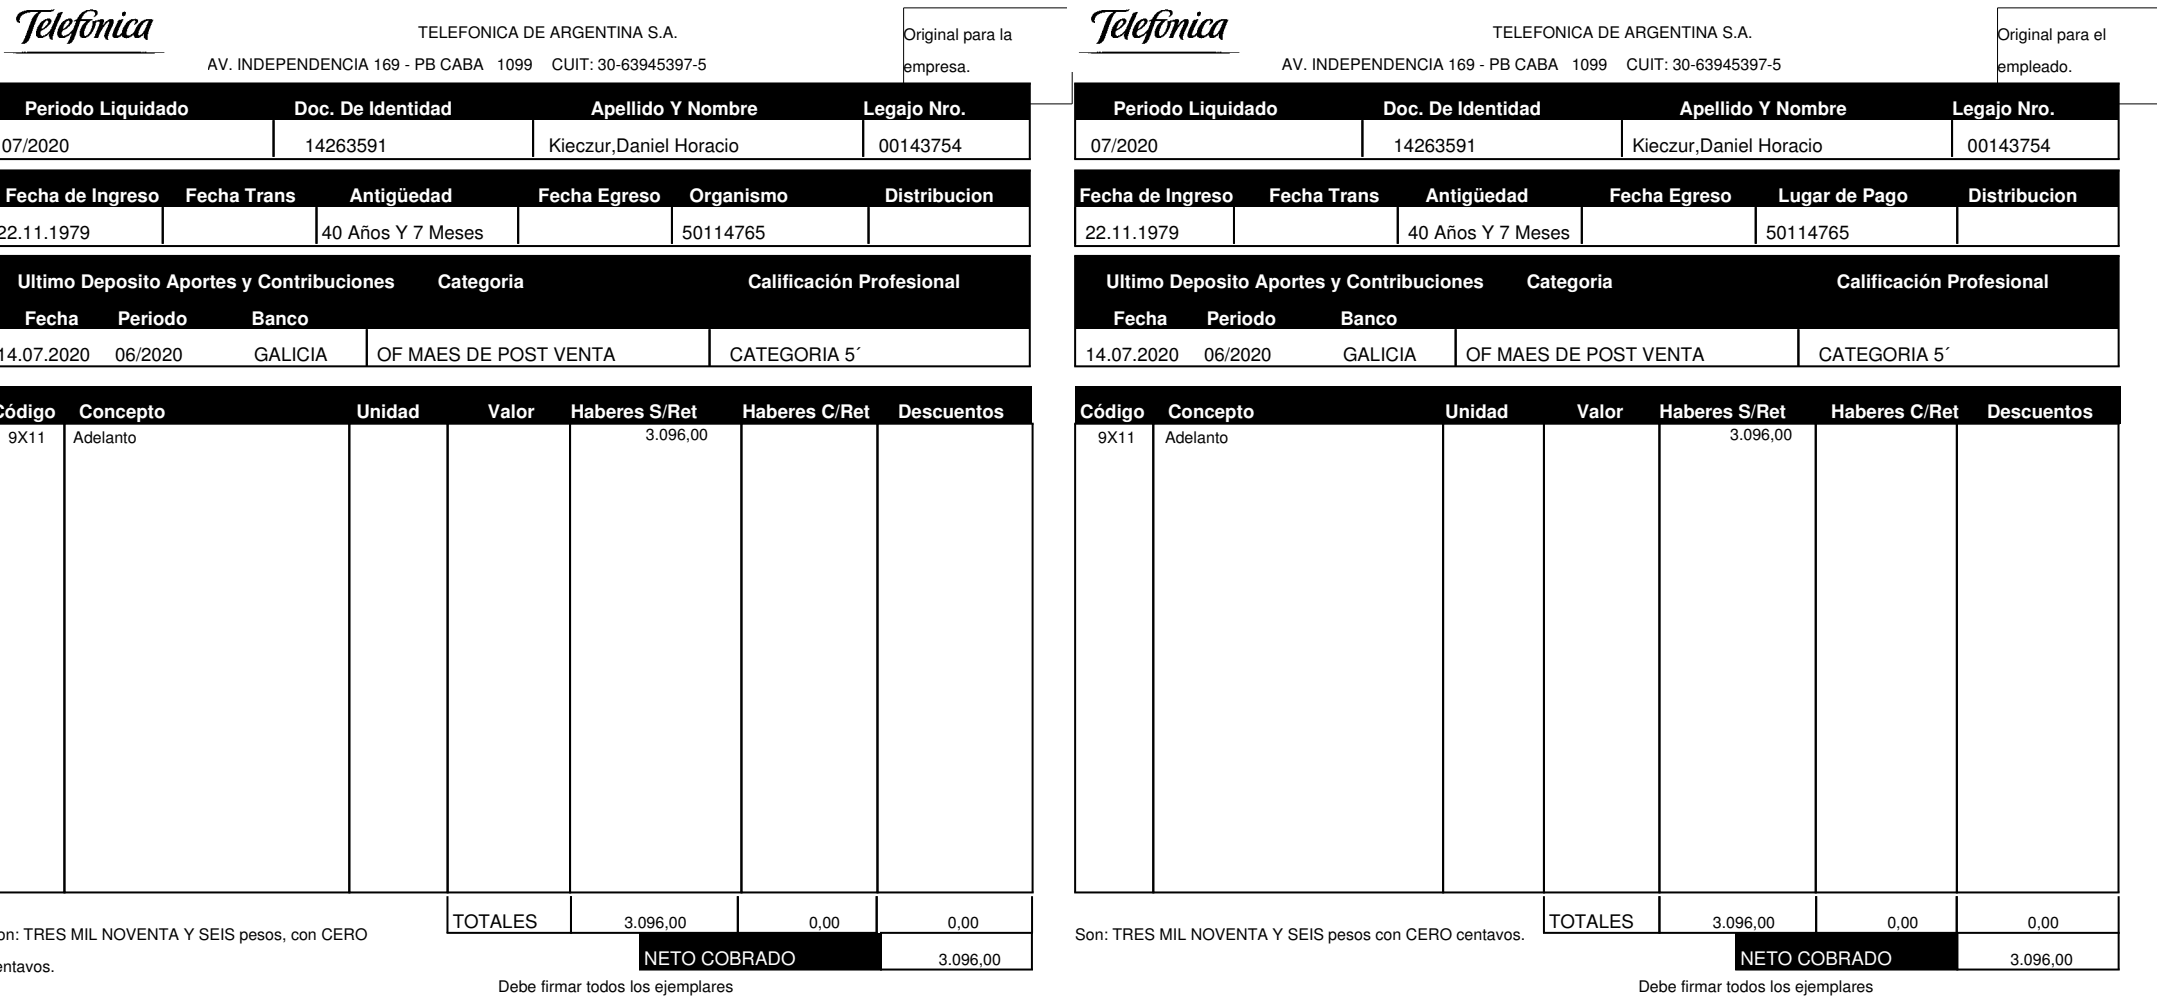 Telefónica
TELEFONICA DE ARGENTINA S.A.
Original para la
AV. INDEPENDENCIA 169 - PB CABA 1099 CUIT: 30-63945397-5
empresa.
Periodo Liquidado Doc. De Identidad Apellido Y Nombre Legajo Nro.
07/2020 14263591 Kieczur,Daniel Horacio 00143754
Fecha de Ingreso Fecha Trans Antigüedad Fecha Egreso Organismo Distribucion
22.11.1979 40 Años Y 7 Meses 50114765
Ultimo Deposito Aportes y Contribuciones Categoria Calificación Profesional
Fecha Periodo Banco
14.07.2020 06/2020 GALICIA OF MAES DE POST VENTA CATEGORIA 5´
Código Concepto Unidad Valor Haberes S/Ret Haberes C/Ret Descuentos
9X11 Adelanto 3.096,00
TOTALES 3.096,00 0,00 0,00
on: TRES MIL NOVENTA Y SEIS pesos, con CERO
entavos.
NETO COBRADO 3.096,00
Debe firmar todos los ejemplares
Telefónica
TELEFONICA DE ARGENTINA S.A.
Original para el
AV. INDEPENDENCIA 169 - PB CABA 1099 CUIT: 30-63945397-5
empleado.
Periodo Liquidado Doc. De Identidad Apellido Y Nombre Legajo Nro.
07/2020 14263591 Kieczur,Daniel Horacio 00143754
Fecha de Ingreso Fecha Trans Antigüedad Fecha Egreso Lugar de Pago Distribucion
22.11.1979 40 Años Y 7 Meses 50114765
Ultimo Deposito Aportes y Contribuciones Categoria Calificación Profesional
Fecha Periodo Banco
14.07.2020 06/2020 GALICIA OF MAES DE POST VENTA CATEGORIA 5´
Código Concepto Unidad Valor Haberes S/Ret Haberes C/Ret Descuentos
9X11 Adelanto 3.096,00
TOTALES 3.096,00 0,00 0,00
Son: TRES MIL NOVENTA Y SEIS pesos con CERO centavos.
NETO COBRADO 3.096,00
Debe firmar todos los ejemplares